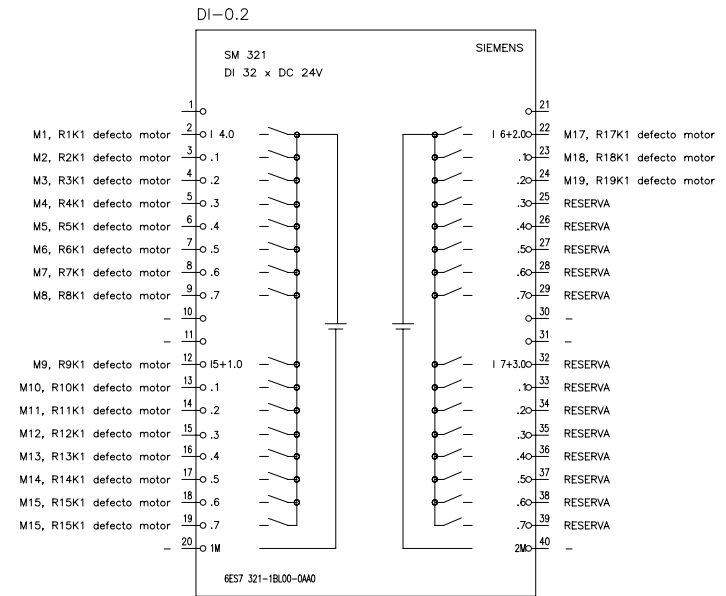 DI-0.2
SM 321
SIEMENS
DI 32 x DC 24V
1
21
M1, R1K1 defecto motor 2 I 4.0
I 6+2.0 22 M17, R17K1 defecto motor
M2, R2K1 defecto motor 3 .1
.1 23 M18, R18K1 defecto motor
M3, R3K1 defecto motor 4 .2
.2 24 M19, R19K1 defecto motor
M4, R4K1 defecto motor 5 .3
.3 25 RESERVA
M5, R5K1 defecto motor 6 .4
.4 26 RESERVA
M6, R6K1 defecto motor 7 .5
.5 27 RESERVA
M7, R7K1 defecto motor 8 .6
.6 28 RESERVA
M8, R8K1 defecto motor 9 .7
.7 29 RESERVA
- 10
30 -
- 11
31 -
M9, R9K1 defecto motor 12 I5+1.0
I 7+3.0 32 RESERVA
M10, R10K1 defecto motor 13 .1
.1 33 RESERVA
M11, R11K1 defecto motor 14 .2
.2 34 RESERVA
M12, R12K1 defecto motor 15 .3
.3 35 RESERVA
M13, R13K1 defecto motor 16 .4
.4 36 RESERVA
M14, R14K1 defecto motor 17 .5
.5 37 RESERVA
M15, R15K1 defecto motor 18 .6
.6 38 RESERVA
M15, R15K1 defecto motor 19 .7
.7 39 RESERVA
- 20 1M
2M 40 -
6ES7 321-1BL00-0AA0